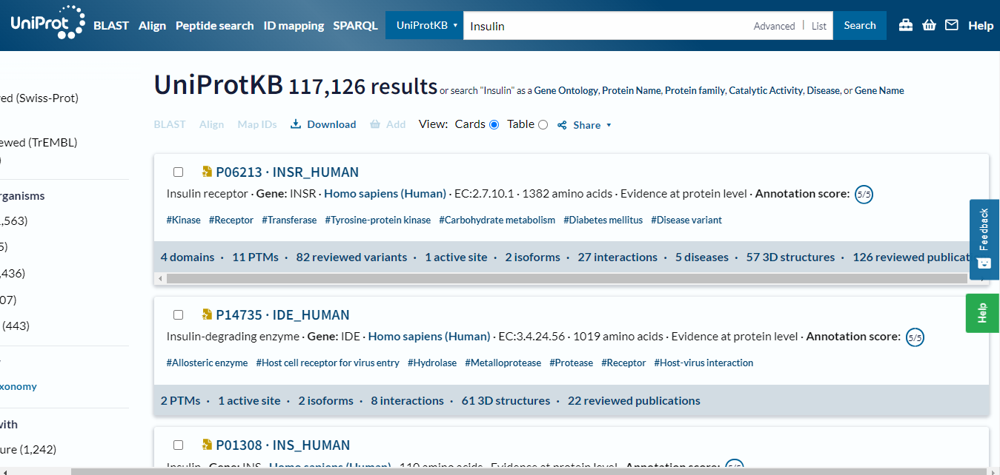 UniProt BLAST Align Peptide search ID mapping SPARQL UniProtKB Insulin Advanced | List Search Help
UniProtKB 117,126 results or search "Insulin" as a Gene Ontology, Protein Name, Protein family, Catalytic Activity, Disease, or Gene Name
BLAST Align Map IDs Download Add View: Cards Table Share
ed (Swiss-Prot)
ewed (TrEMBL)
)
rganisms
,563)
5)
,436)
07)
(443)
xonomy
with
ure (1,242)
P06213 · INSR_HUMAN
Insulin receptor · Gene: INSR · Homo sapiens (Human) · EC:2.7.10.1 · 1382 amino acids · Evidence at protein level · Annotation score: 5/5
#Kinase #Receptor #Transferase #Tyrosine-protein kinase #Carbohydrate metabolism #Diabetes mellitus #Disease variant
4 domains · 11 PTMs · 82 reviewed variants · 1 active site · 2 isoforms · 27 interactions · 5 diseases · 57 3D structures · 126 reviewed publicat
P14735 · IDE_HUMAN
Insulin-degrading enzyme · Gene: IDE · Homo sapiens (Human) · EC:3.4.24.56 · 1019 amino acids · Evidence at protein level · Annotation score: 5/5
#Allosteric enzyme #Host cell receptor for virus entry #Hydrolase #Metalloprotease #Protease #Receptor #Host-virus interaction
2 PTMs · 1 active site · 2 isoforms · 8 interactions · 61 3D structures · 22 reviewed publications
P01308 · INS_HUMAN
Insulin · Gene: INS · Homo sapiens (Human) · 110 amino acids · Evidence at protein level · Annotation score: 5/5
Feedback
Help